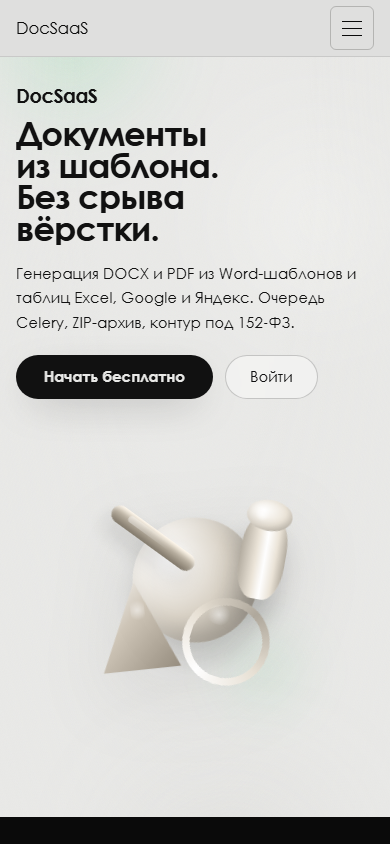 DocSaaS
DocSaaS
Документы
из шаблона.
Без срыва
вёрстки.
Генерация DOCX и PDF из Word-шаблонов и
таблиц Excel, Google и Яндекс. Очередь
Celery, ZIP-архив, контур под 152-ФЗ.
Начать бесплатно
Войти